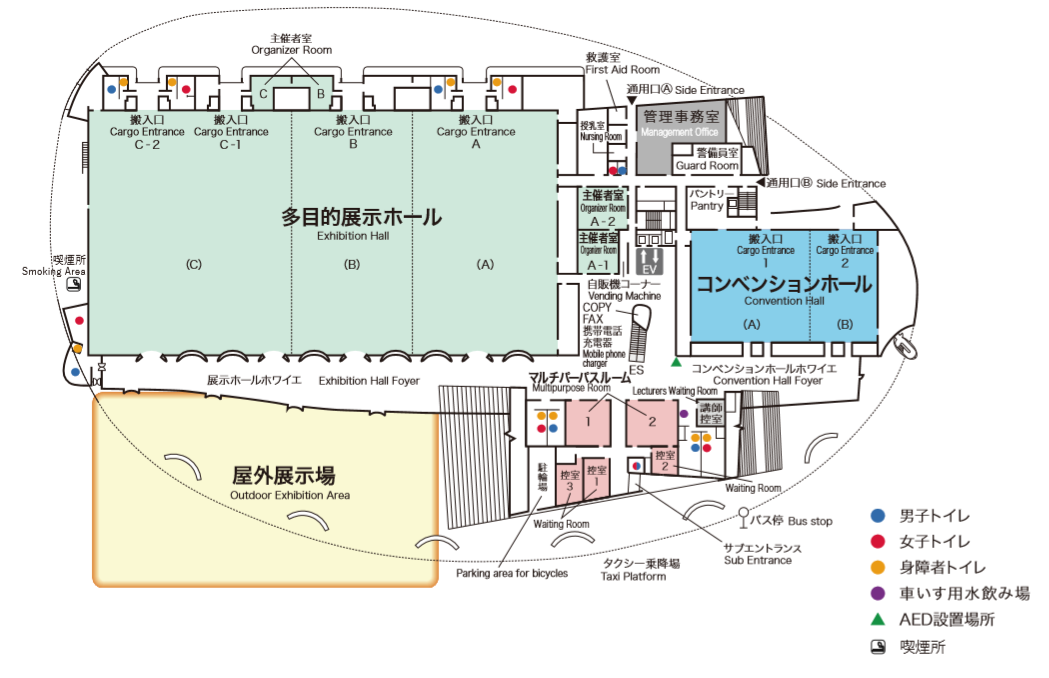 主催者室
Organizer Room
C
B
救護室
First Aid Room
通用口Ⓐ Side Entrance
搬入口
Cargo Entrance
C-2
搬入口
Cargo Entrance
C-1
搬入口
Cargo Entrance
B
搬入口
Cargo Entrance
A
授乳室
Nursing Room
管理事務室
Management Office
警備員室
Guard Room
通用口Ⓑ Side Entrance
パントリー
Pantry
主催者室
Organizer Room
A-2
主催者室
Organizer Room
A-1
多目的展示ホール
Exhibition Hall
(C)
(B)
(A)
喫煙所
Smoking Area
EV
搬入口
Cargo Entrance
1
搬入口
Cargo Entrance
2
コンベンションホール
Convention Hall
(A)
(B)
自販機コーナー
Vending Machine
COPY
FAX
携帯電話
充電器
Mobile phone
charger
ES
展示ホールホワイエ Exhibition Hall Foyer
コンベンションホールホワイエ
Convention Hall Foyer
マルチパーパスルーム
Multipurpose Room
1
2
Lecturers Waiting Room
講師
控室
駐輪場
控室
3
控室
1
控室
2
Waiting Room
Waiting Room
屋外展示場
Outdoor Exhibition Area
バス停 Bus stop
サブエントランス
Sub Entrance
タクシー乗降場
Taxi Platform
Parking area for bicycles
男子トイレ
女子トイレ
身障者トイレ
車いす用水飲み場
AED設置場所
喫煙所